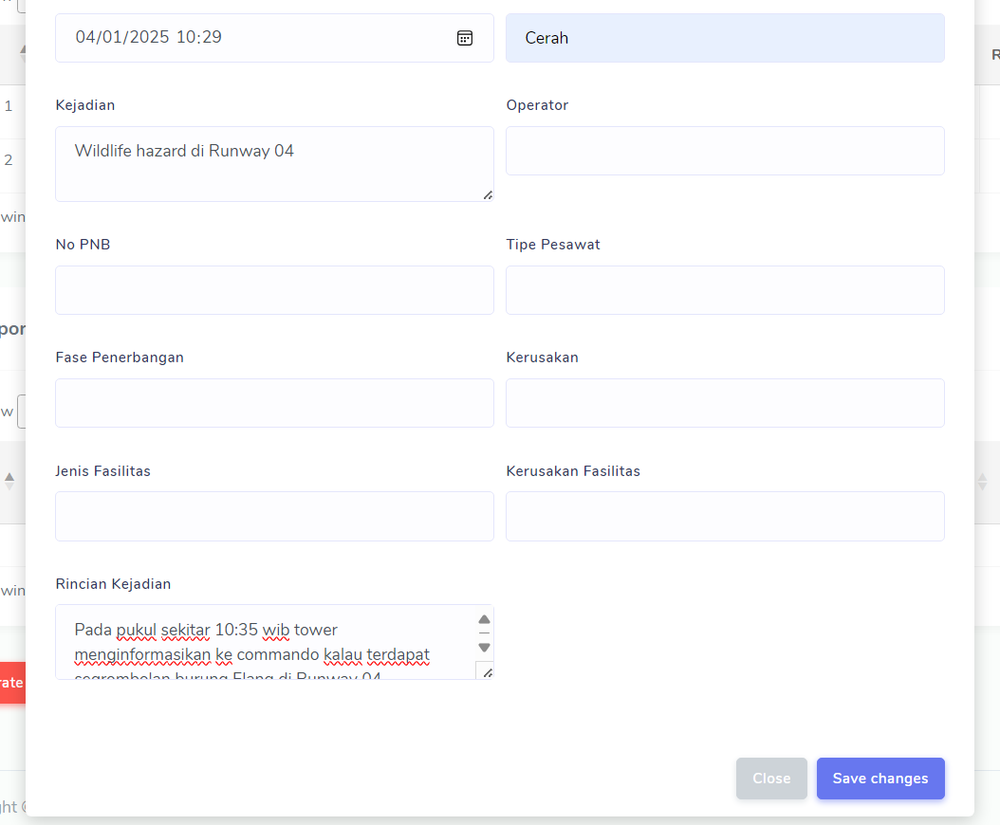 04/01/2025 10:29
Cerah
Kejadian
Operator
Wildlife hazard di Runway 04
No PNB
Tipe Pesawat
Fase Penerbangan
Kerusakan
Jenis Fasilitas
Kerusakan Fasilitas
Rincian Kejadian
Pada pukul sekitar 10:35 wib tower
menginformasikan ke commando kalau terdapat
segrombolan burung Elang di Runway 04
Close
Save changes
1
2
win
por
w
win
rate
ght ©
R